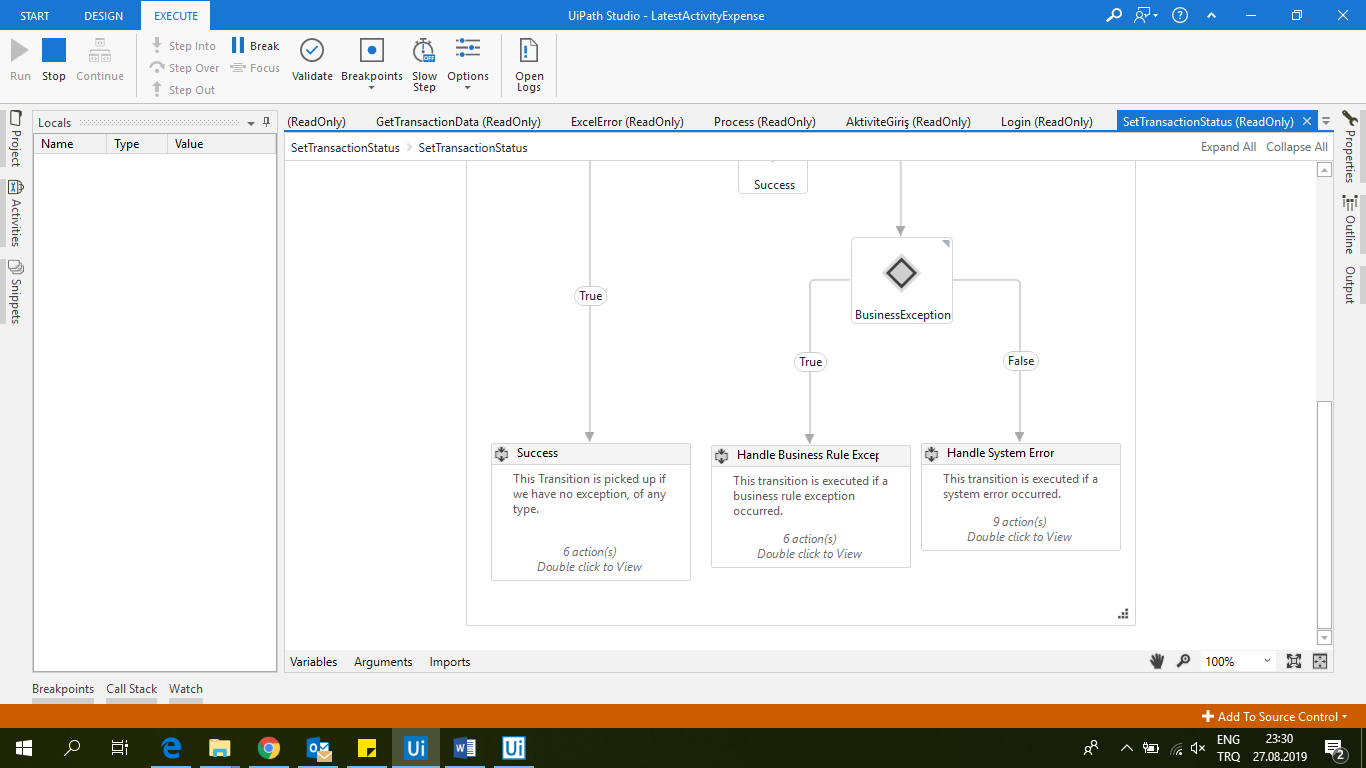 START
DESIGN
EXECUTE
UiPath Studio - LatestActivityExpense
Run
Stop
Continue
Step Into
Step Over
Step Out
Break
Focus
Validate
Breakpoints
Slow
Step
OFF
Options
Open
Logs
Project
Activities
Snippets
Locals
Name
Type
Value
(ReadOnly)
GetTransactionData (ReadOnly)
ExcelError (ReadOnly)
Process (ReadOnly)
AktiviteGiriş (ReadOnly)
Login (ReadOnly)
SetTransactionStatus (ReadOnly)
SetTransactionStatus
SetTransactionStatus
Expand All
Collapse All
Success
BusinessException
True
True
False
Success
This Transition is picked up if
we have no exception, of any
type.
6 action(s)
Double click to View
Handle Business Rule Excep
This transition is executed if a
business rule exception
occurred.
6 action(s)
Double click to View
Handle System Error
This transition is executed if a
system error occurred.
9 action(s)
Double click to View
Properties
Outline
Output
Variables
Arguments
Imports
100%
Breakpoints
Call Stack
Watch
Add To Source Control
Ui
Ui
ENG
TRQ
23:30
27.08.2019
2